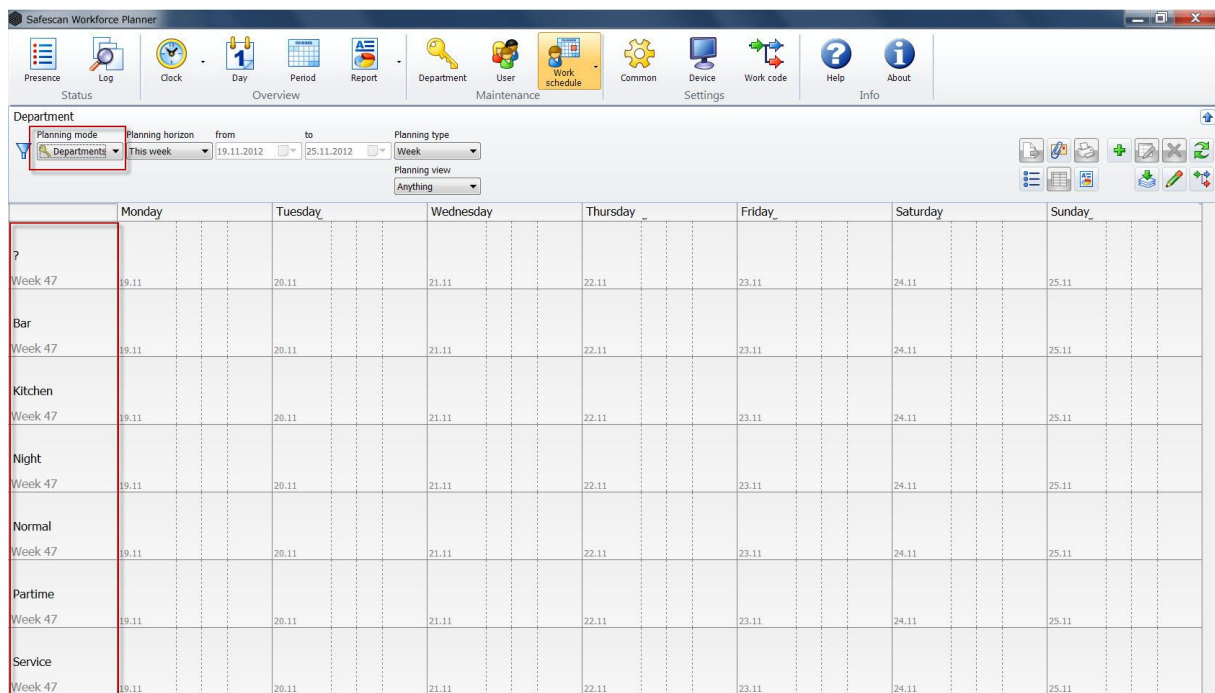 Safescan Workforce Planner
Presence Log Clock Day Period Report Department User Work schedule Common Device Work code Help About
Status Overview Maintenance Settings Info
Department
Planning mode Planning horizon from to Planning type
Departments This week 19.11.2012 25.11.2012 Week
Planning view
Anything
Monday Tuesday Wednesday Thursday Friday Saturday Sunday
?
Week 47 19.11 20.11 21.11 22.11 23.11 24.11 25.11
Bar
Week 47 19.11 20.11 21.11 22.11 23.11 24.11 25.11
Kitchen
Week 47 19.11 20.11 21.11 22.11 23.11 24.11 25.11
Night
Week 47 19.11 20.11 21.11 22.11 23.11 24.11 25.11
Normal
Week 47 19.11 20.11 21.11 22.11 23.11 24.11 25.11
Partime
Week 47 19.11 20.11 21.11 22.11 23.11 24.11 25.11
Service
Week 47 19.11 20.11 21.11 22.11 23.11 24.11 25.11